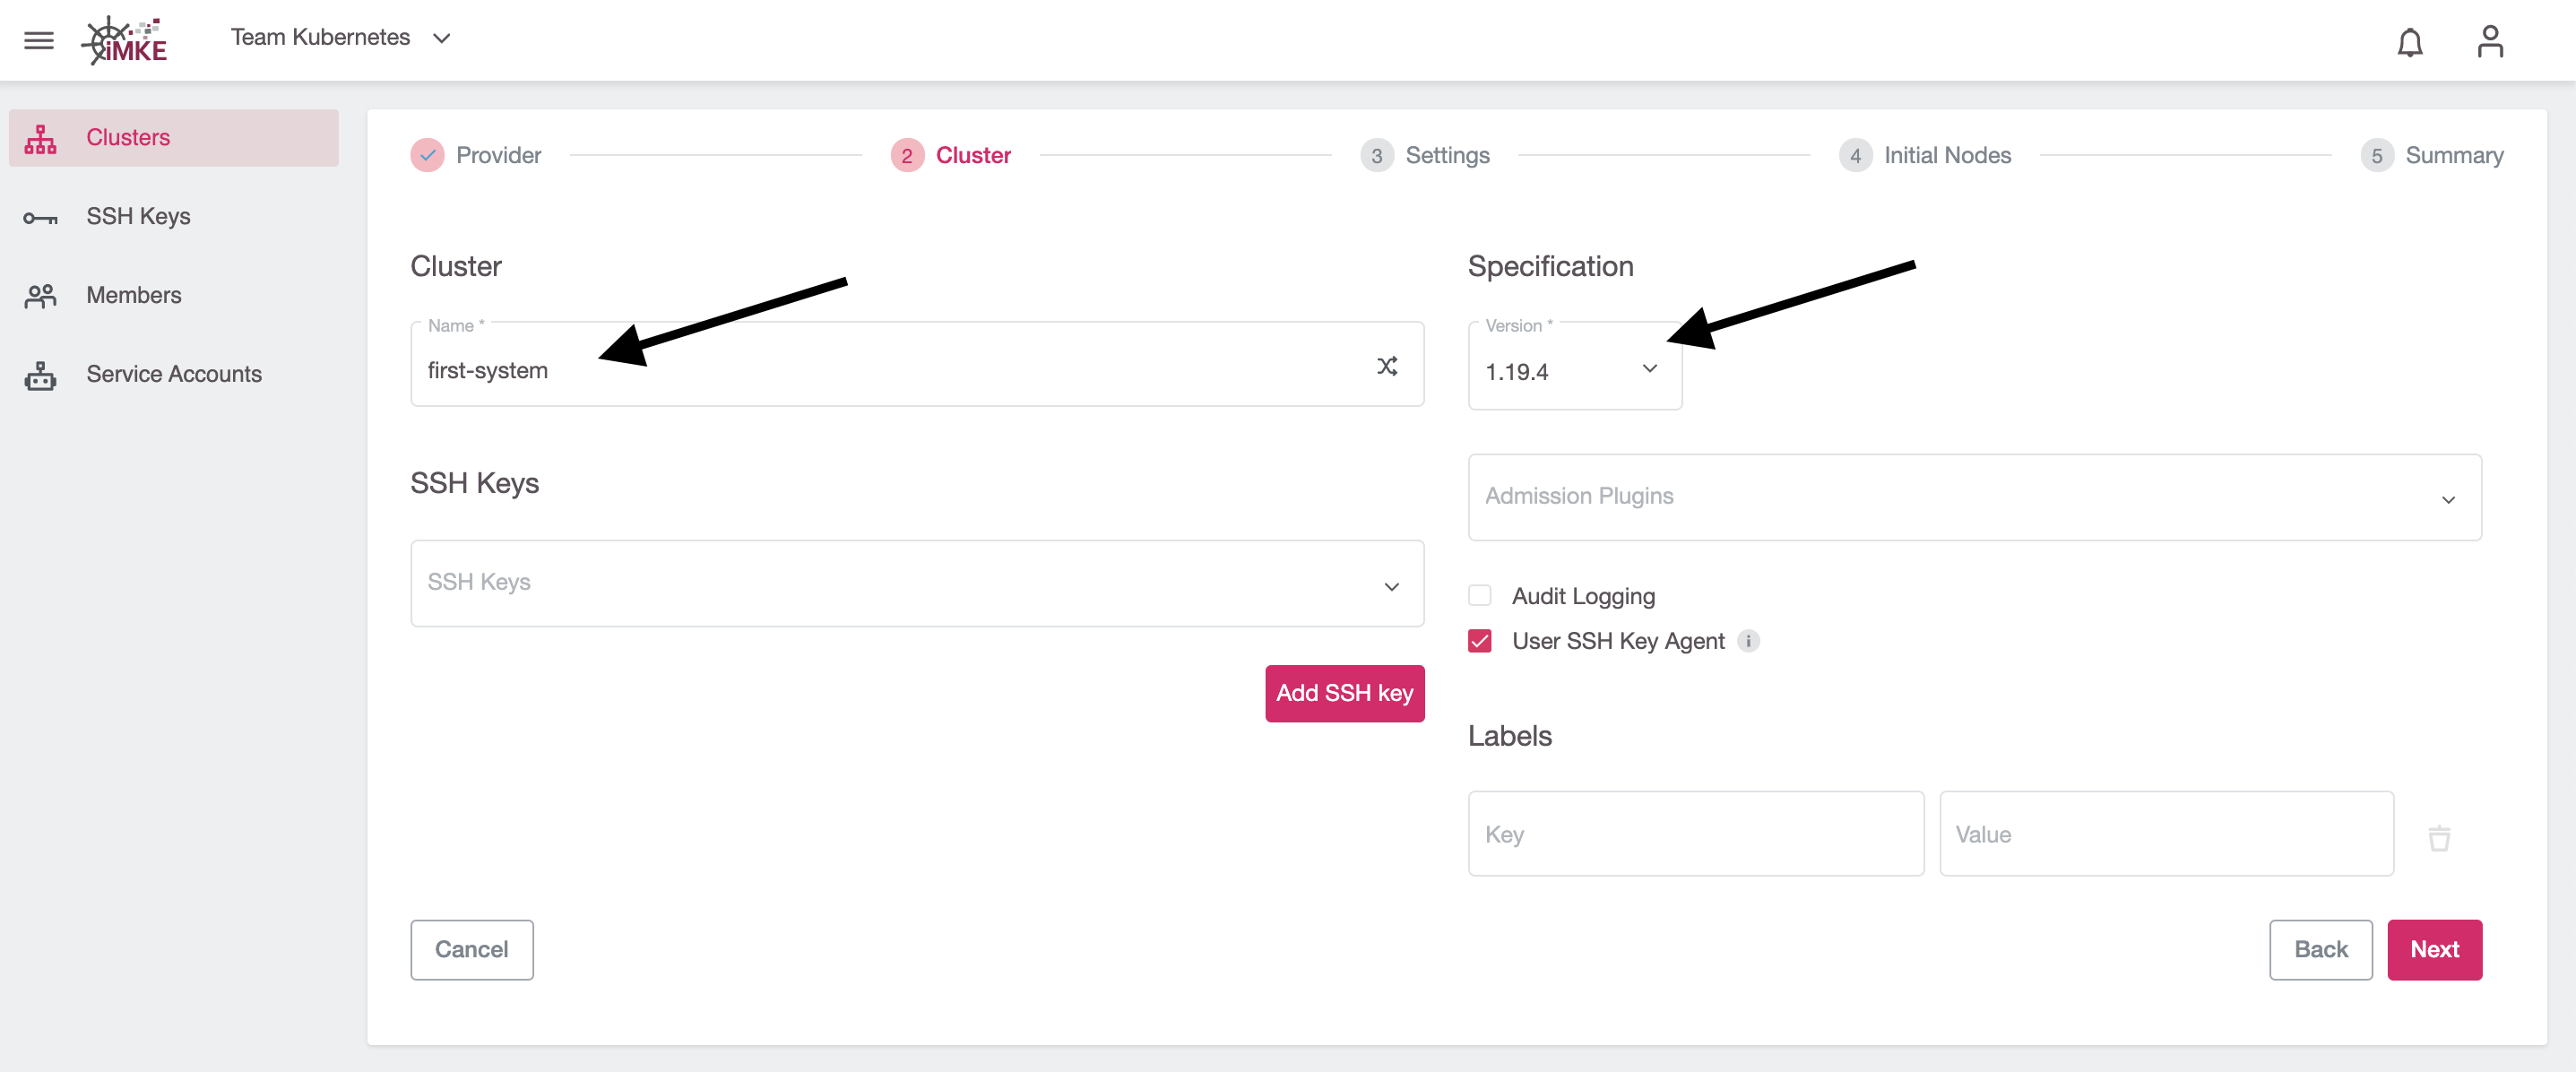 iMKE
Team Kubernetes
Clusters
SSH Keys
Members
Service Accounts
Provider
2 Cluster
3 Settings
4 Initial Nodes
5 Summary
Cluster
Name *
first-system
SSH Keys
SSH Keys
Add SSH key
Specification
Version *
1.19.4
Admission Plugins
Audit Logging
User SSH Key Agent i
Labels
Key
Value
Cancel
Back
Next